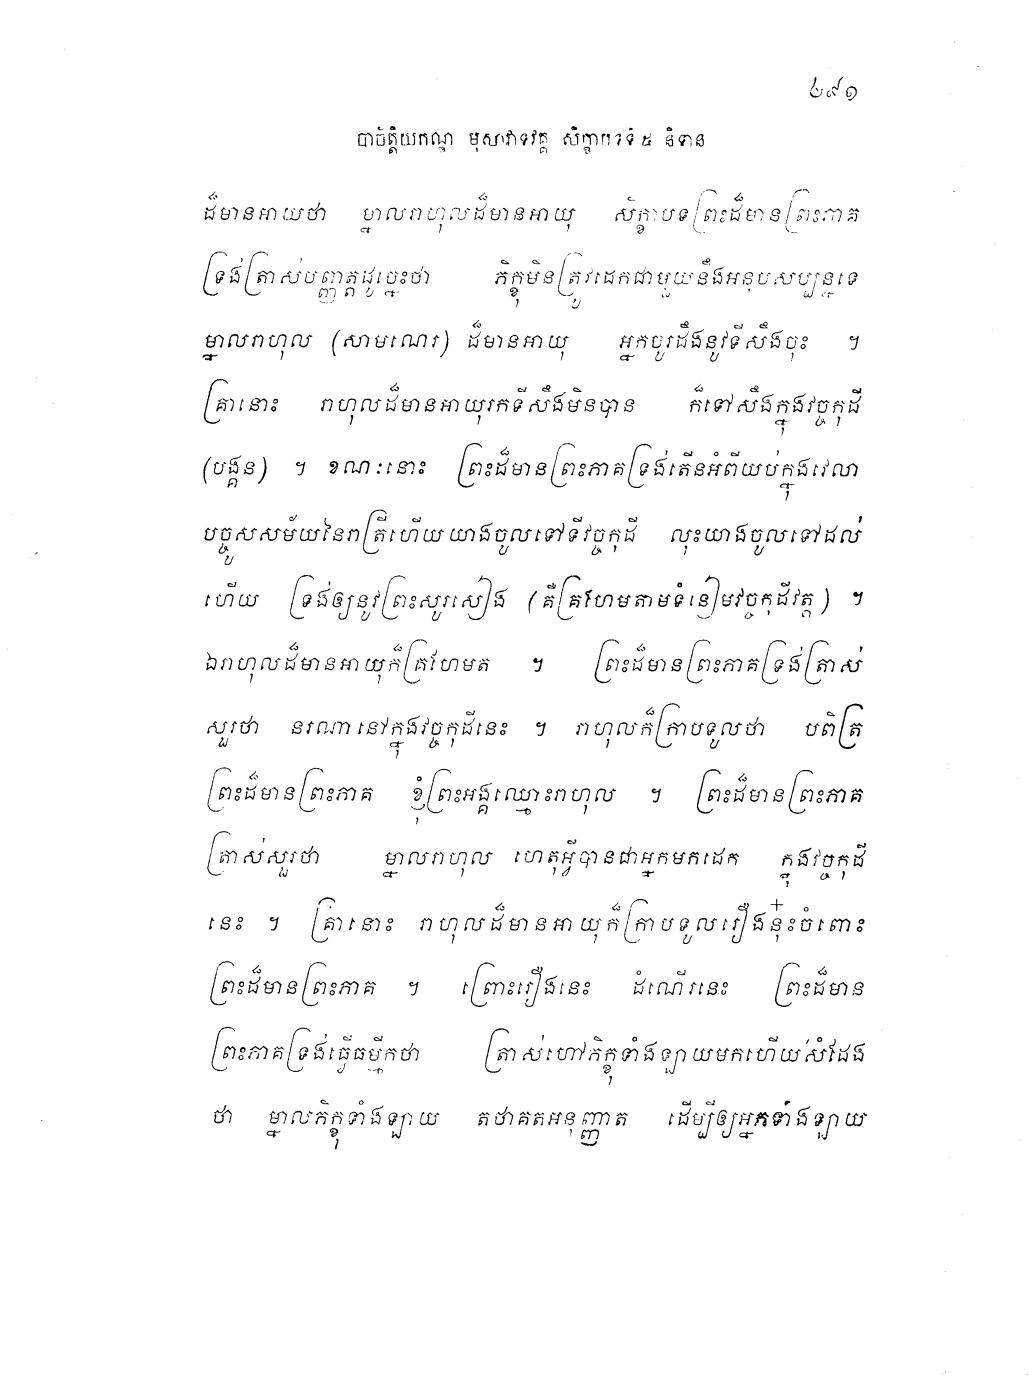 ២៩១
បាចិត្តិយកណ្ឌ មុសាវាទវគ្គ សិក្ខាបទទី ៥ និទាន
ដ៏មានអាយថា ម្នាលរាហុលដ៏មានអាយុ សិក្ខាបទព្រះដ៏មានព្រះភាគ
ទ្រង់ត្រាស់បញ្ញត្តដូច្នេះថា ភិក្ខុមិនត្រូវដេកជាមួយនឹងអនុបសម្បន្នទេ
ម្នាលរាហុល (សាមណេរ) ដ៏មានអាយុ អ្នកចូរដឹងនូវទីសឹងចុះ ។
គ្រានោះ រាហុលដ៏មានអាយុរកទីសឹងមិនបាន ក៏ទៅសឹងក្នុងវច្ចកុដី
(បង្គន) ។ ខណៈនោះ ព្រះដ៏មានព្រះភាគទ្រង់តើនអំពីយប់ក្នុងវេលា
បច្ចូសសម័យនៃរាត្រីហើយយាងចូលទៅទីវច្ចកុដី លុះយាងចូលទៅដល់
ហើយ ទ្រង់ឲ្យនូវព្រះសូរសៀង (គឺគ្រហែមតាមទំនៀមវច្ចកុដីវត្ត) ។
ឯរាហុលដ៏មានអាយុក៏គ្រហែមត ។ ព្រះដ៏មានព្រះភាគទ្រង់ត្រាស់
សួរថា នរណានៅក្នុងវច្ចកុដីនេះ ។ រាហុលក៏ក្រាបទូលថា បពិត្រ
ព្រះដ៏មានព្រះភាគ ខ្ញុំព្រះអង្គឈ្មោះរាហុល ។ ព្រះដ៏មានព្រះភាគ
ត្រាស់សួរថា ម្នាលរាហុល ហេតុអ្វីបានជាអ្នកមកដេក ក្នុងវច្ចកុដី
នេះ ។ គ្រានោះ រាហុលដ៏មានអាយុក៏ក្រាបទូលរឿងនុ៎ះចំពោះ
ព្រះដ៏មានព្រះភាគ ។ ព្រោះរឿងនេះ ដំណើរនេះ ព្រះដ៏មាន
ព្រះភាគទ្រង់ធ្វើធម្មីកថា ត្រាស់ហៅភិក្ខុទាំងឡាយមកហើយសំដែង
ថា ម្នាលភិក្ខុទាំងឡាយ តថាគតអនុញ្ញាត ដើម្បីឲ្យអ្នកទាំងឡាយ